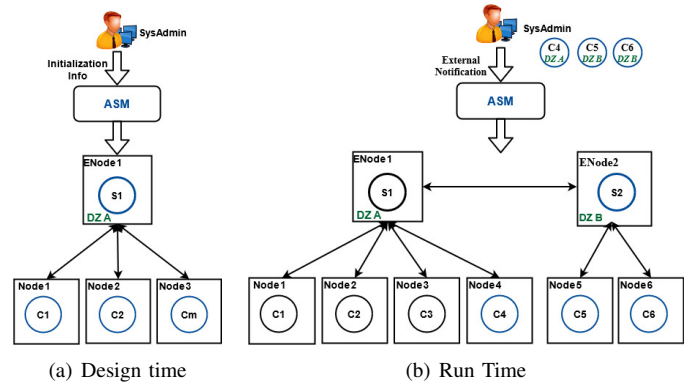 SysAdmin
Initialization
Info
ASM
ENode1
S1
DZ A
Node1
Node2
Node3
C1
C2
Cm
(a) Design time
SysAdmin
C4
DZ A
C5
DZ B
C6
DZ B
External
Notification
ASM
ENode1
S1
DZ A
ENode2
S2
DZ B
Node1
Node2
Node3
Node4
Node5
Node6
C1
C2
C3
C4
C5
C6
(b) Run Time